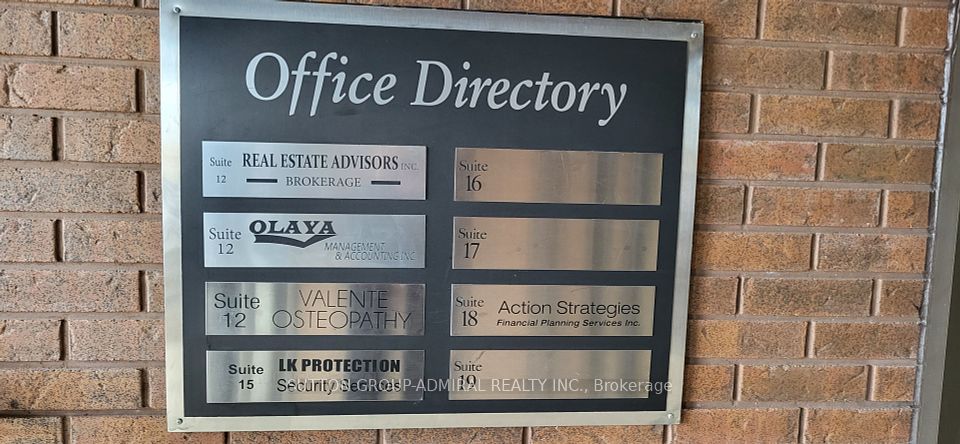 Office Directory
Suite 12 REAL ESTATE ADVISORS INC.
BROKERAGE
Suite 12 OLAYA
MANAGEMENT
& ACCOUNTING INC.
Suite 12 VALENTE
OSTEOPATHY
Suite 15 LK PROTECTION
Security Services
Suite 16
Suite 17
Suite 18 Action Strategies
Financial Planning Services Inc.
Suite 19
GROUP-ADMIRAL REALTY INC., Brokerage